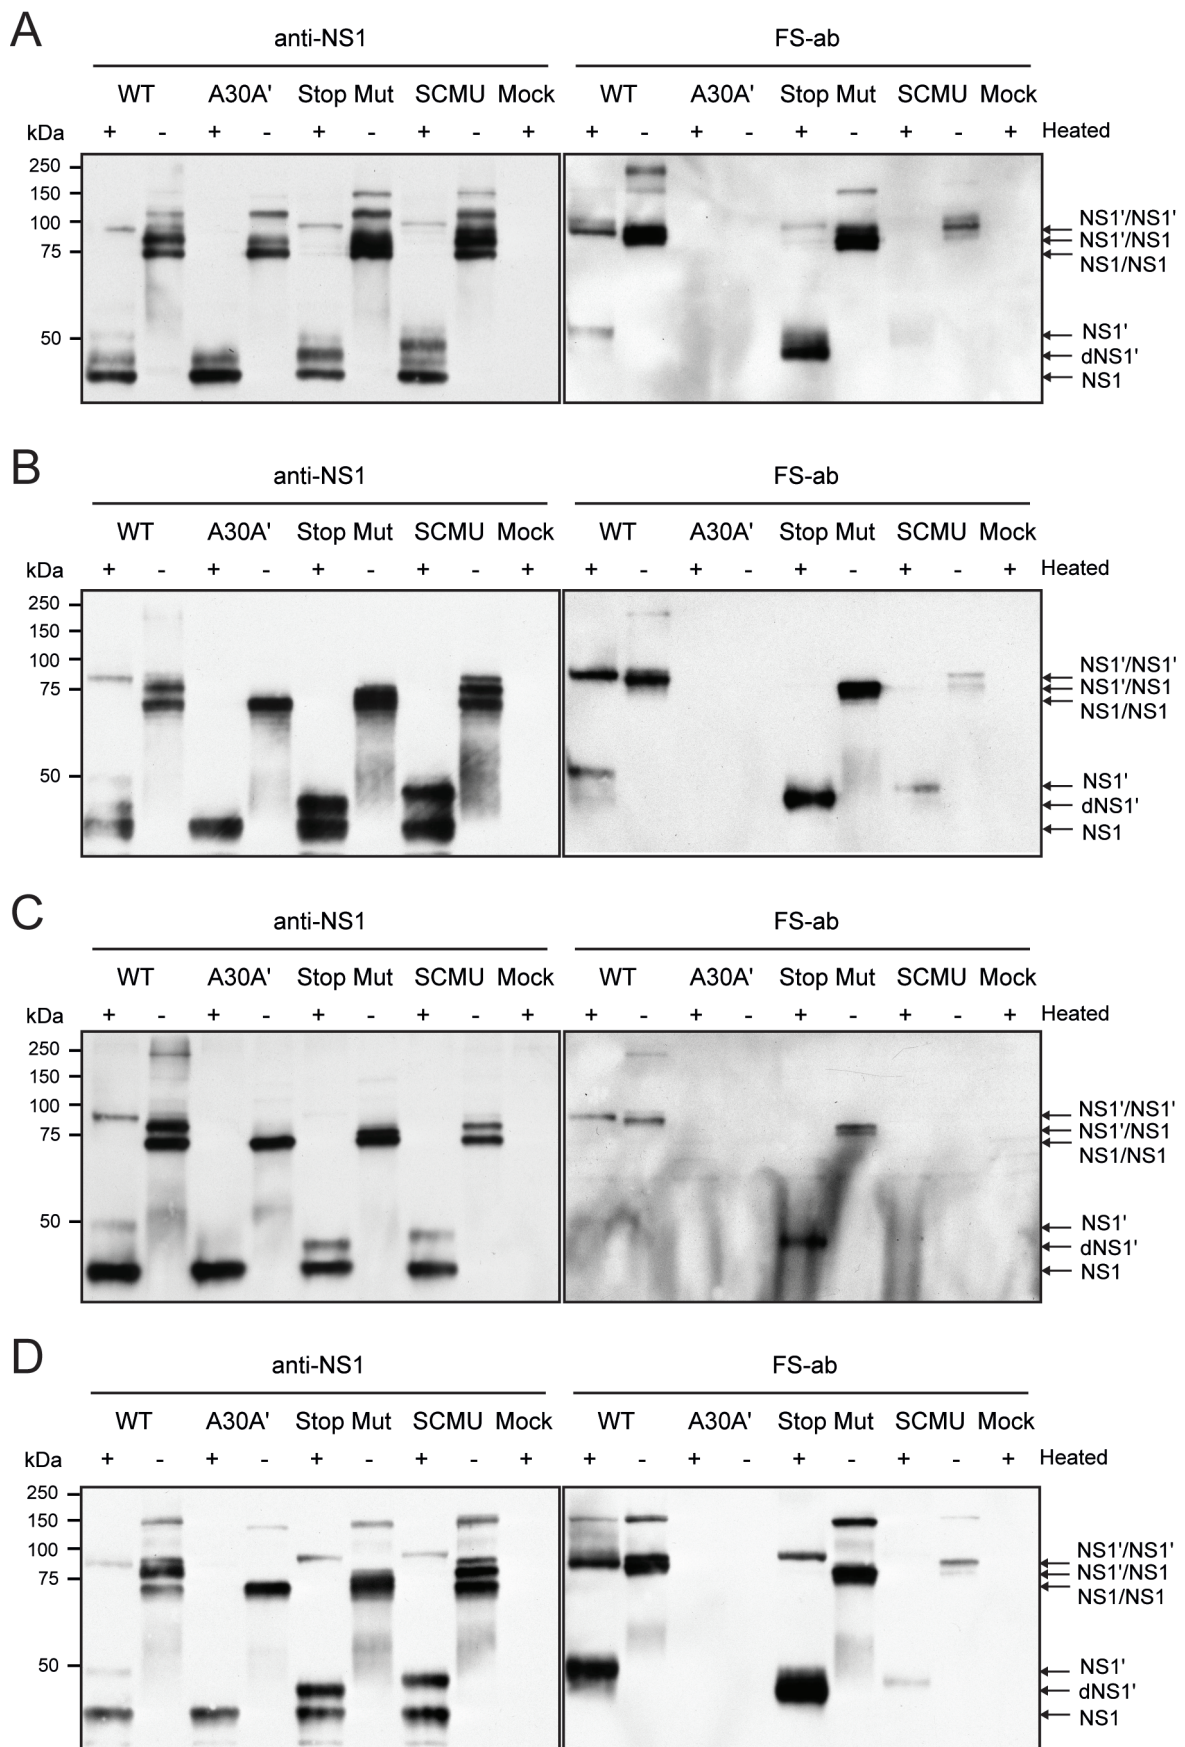 A
anti-NS1 FS-ab
WT A30A' Stop Mut SCMU Mock WT A30A' Stop Mut SCMU Mock
kDa + - + - + - + - + + - + - + - + - + Heated
250
150
100
75
50
NS1'/NS1'
NS1'/NS1
NS1/NS1
NS1'
dNS1'
NS1
B
anti-NS1 FS-ab
WT A30A' Stop Mut SCMU Mock WT A30A' Stop Mut SCMU Mock
kDa + - + - + - + - + + - + - + - + - + Heated
250
150
100
75
50
NS1'/NS1'
NS1'/NS1
NS1/NS1
NS1'
dNS1'
NS1
C
anti-NS1 FS-ab
WT A30A' Stop Mut SCMU Mock WT A30A' Stop Mut SCMU Mock
kDa + - + - + - + - + + - + - + - + - + Heated
250
150
100
75
50
NS1'/NS1'
NS1'/NS1
NS1/NS1
NS1'
dNS1'
NS1
D
anti-NS1 FS-ab
WT A30A' Stop Mut SCMU Mock WT A30A' Stop Mut SCMU Mock
kDa + - + - + - + - + + - + - + - + - + Heated
250
150
100
75
50
NS1'/NS1'
NS1'/NS1
NS1/NS1
NS1'
dNS1'
NS1